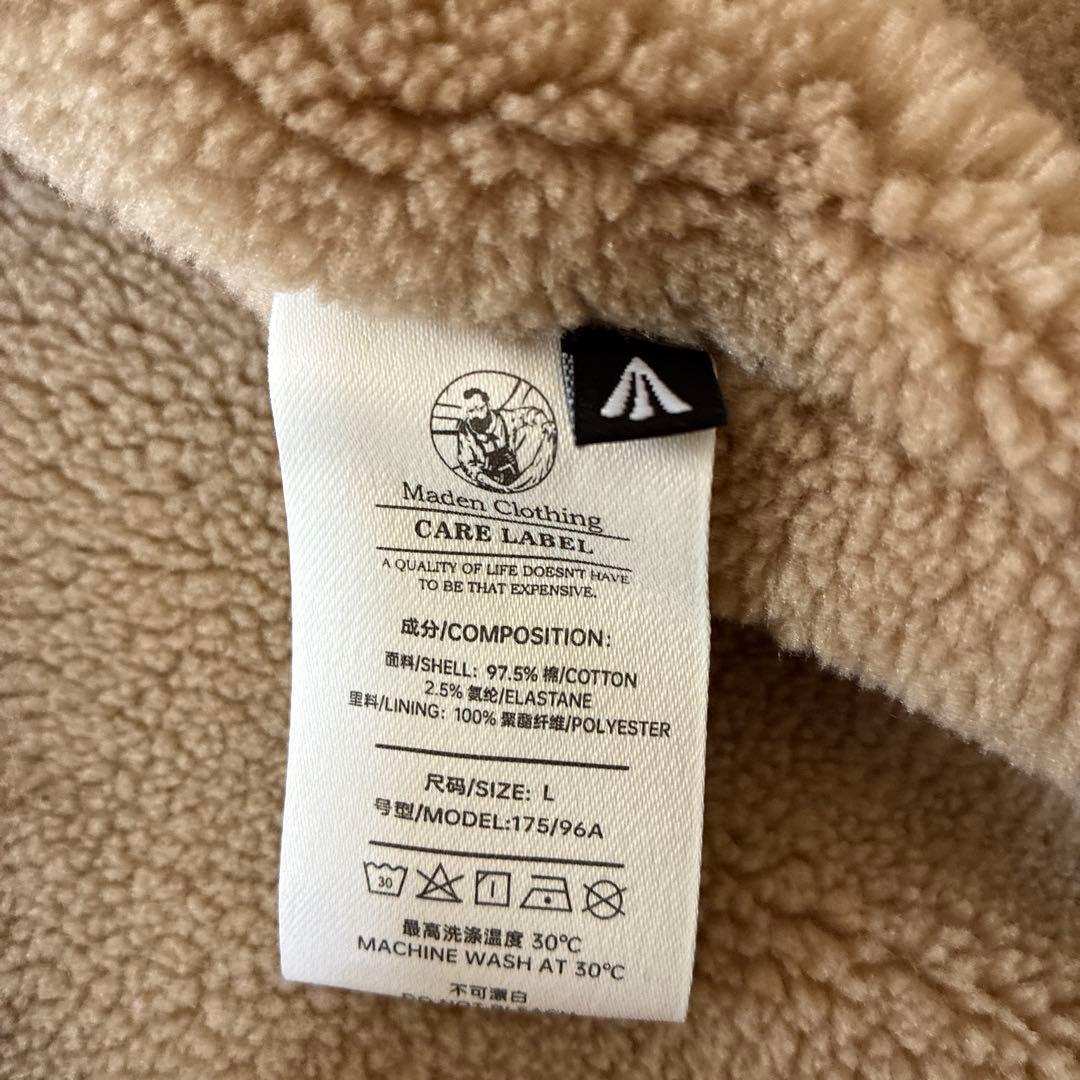 Maden Clothing
CARE LABEL
A QUALITY OF LIFE DOESN'T HAVE
TO BE THAT EXPENSIVE.
成分/COMPOSITION:
面料/SHELL: 97.5% 棉/COTTON
2.5% 氨纶/ELASTANE
里料/LINING: 100% 聚酯纤维/POLYESTER
尺码/SIZE: L
号型/MODEL:175/96A
30
最高洗涤温度 30℃
MACHINE WASH AT 30℃
不可漂白
DO NOT